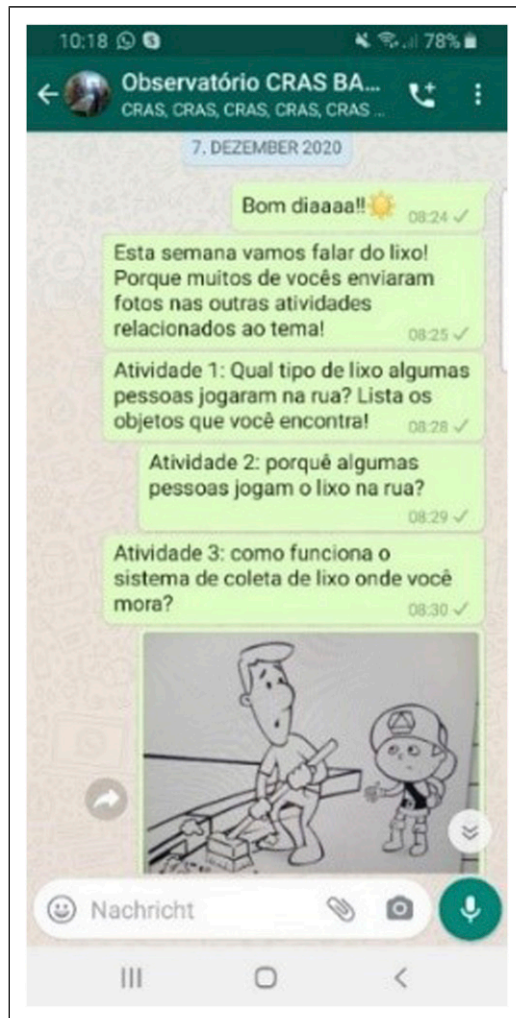 10:18 78%
Observatório CRAS BA...
CRAS, CRAS, CRAS, CRAS, CRAS ...
7. DEZEMBER 2020
Bom diaaaa!!
08:24
Esta semana vamos falar do lixo!
Porque muitos de vocês enviaram
fotos nas outras atividades
relacionados ao tema!
08:25
Atividade 1: Qual tipo de lixo algumas
pessoas jogaram na rua? Lista os
objetos que você encontra!
08:28
Atividade 2: porquê algumas
pessoas jogam o lixo na rua?
08:29
Atividade 3: como funciona o
sistema de coleta de lixo onde você
mora?
08:30
Nachricht